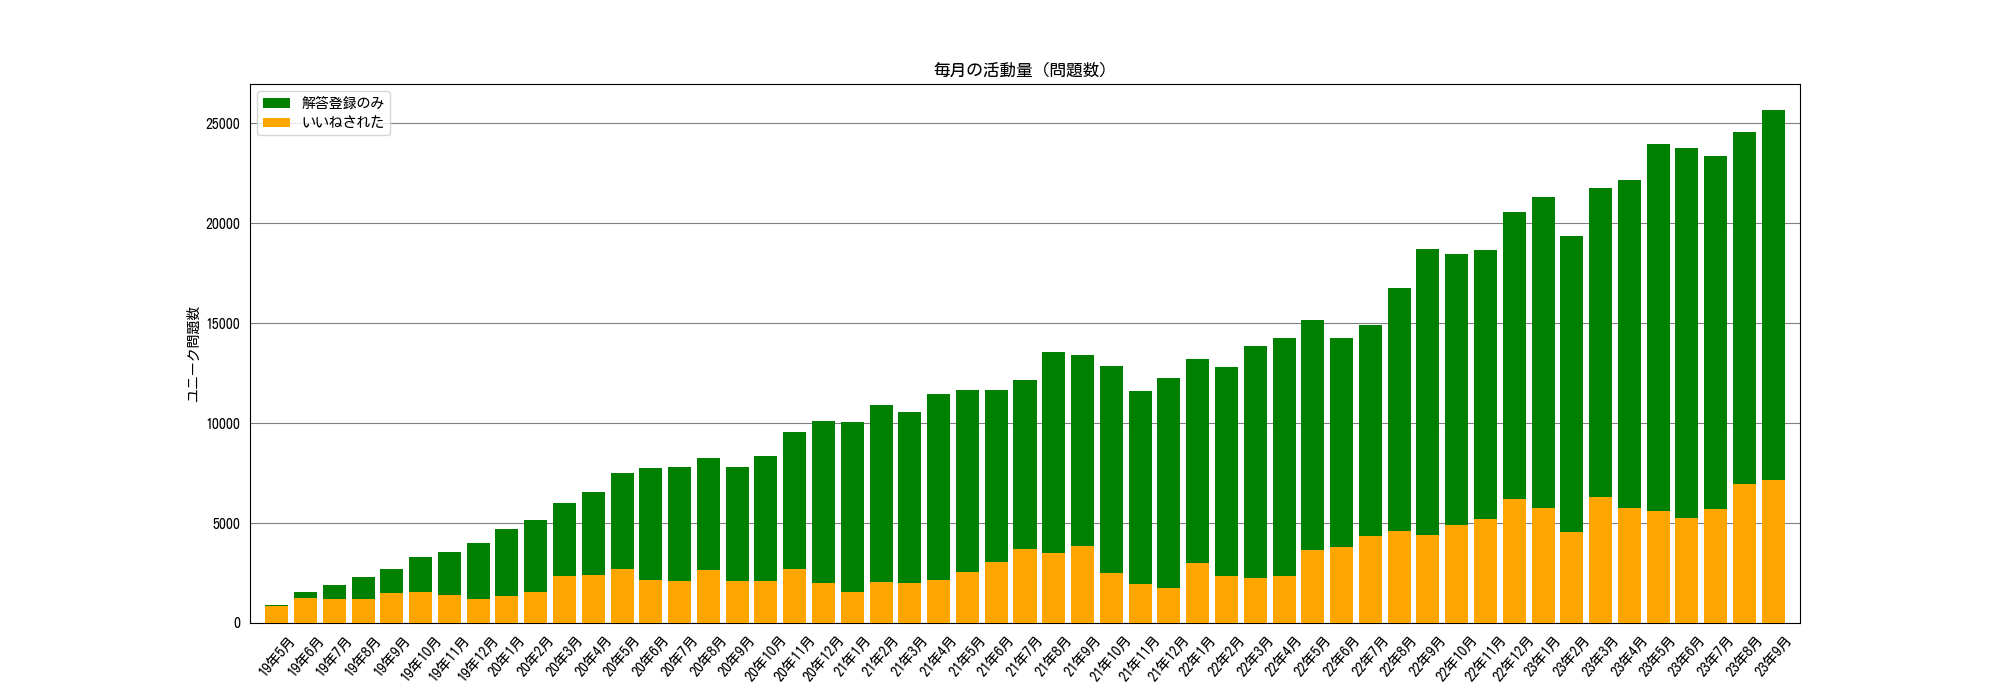 毎月の活動量（問題数）
解答登録のみ
いいねされた
ユニーク問題数
25000
20000
15000
10000
5000
0
19年5月
19年6月
19年7月
19年8月
19年9月
19年10月
19年11月
19年12月
20年1月
20年2月
20年3月
20年4月
20年5月
20年6月
20年7月
20年8月
20年9月
20年10月
20年11月
20年12月
21年1月
21年2月
21年3月
21年4月
21年5月
21年6月
21年7月
21年8月
21年9月
21年10月
21年11月
21年12月
22年1月
22年2月
22年3月
22年4月
22年5月
22年6月
22年7月
22年8月
22年9月
22年10月
22年11月
22年12月
23年1月
23年2月
23年3月
23年4月
23年5月
23年6月
23年7月
23年8月
23年9月